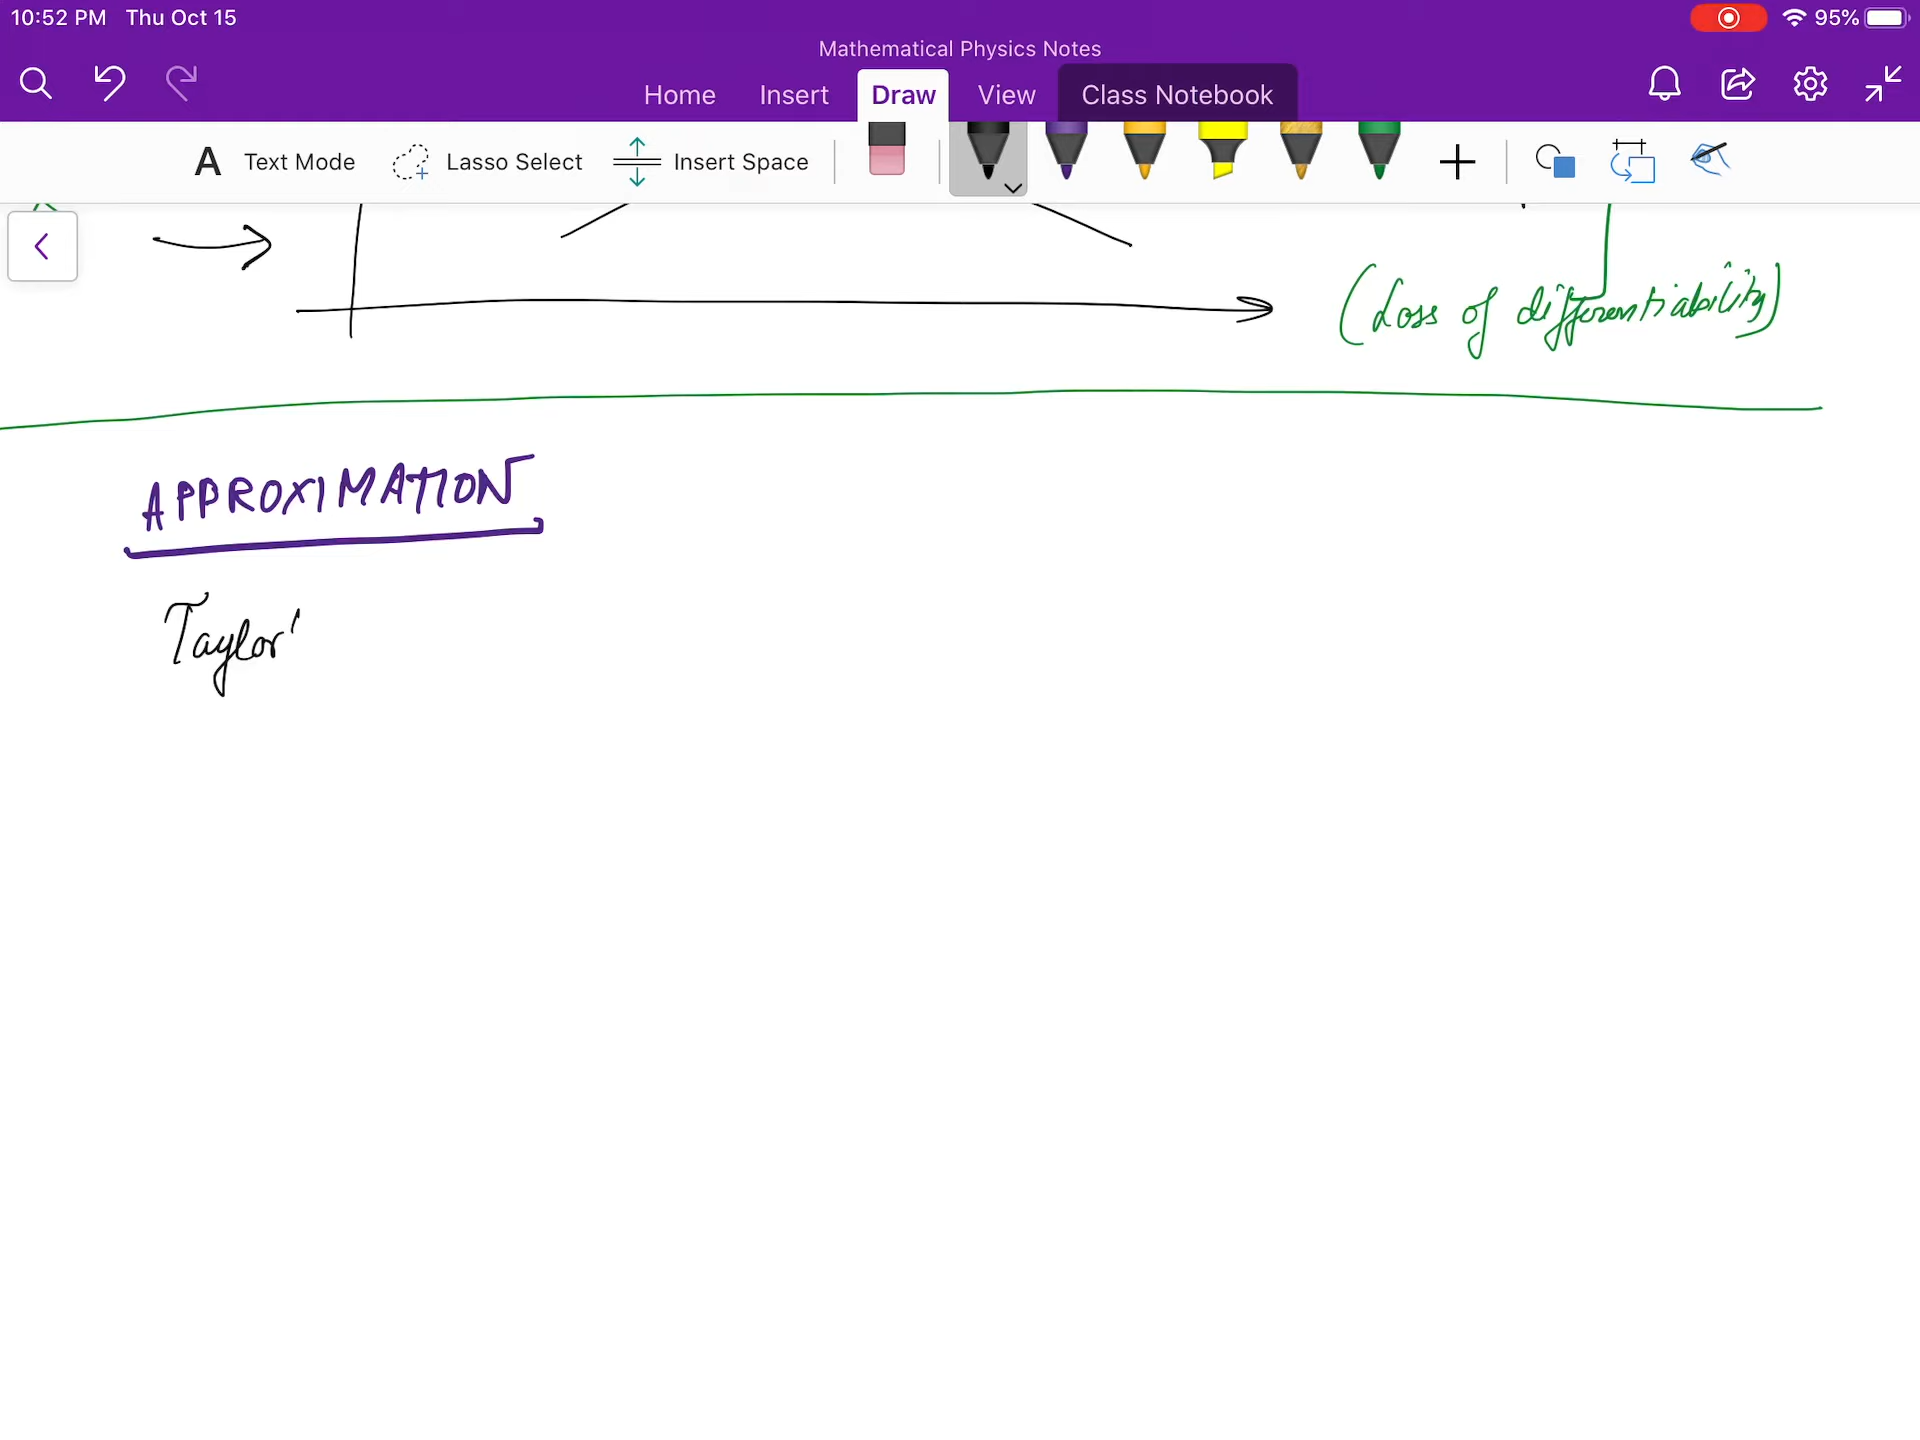 10:52 PM Thu Oct 15
95%
Mathematical Physics Notes
Home Insert Draw View Class Notebook
A Text Mode Lasso Select Insert Space
(Loss of differentiability)
APPROXIMATION
Taylor'